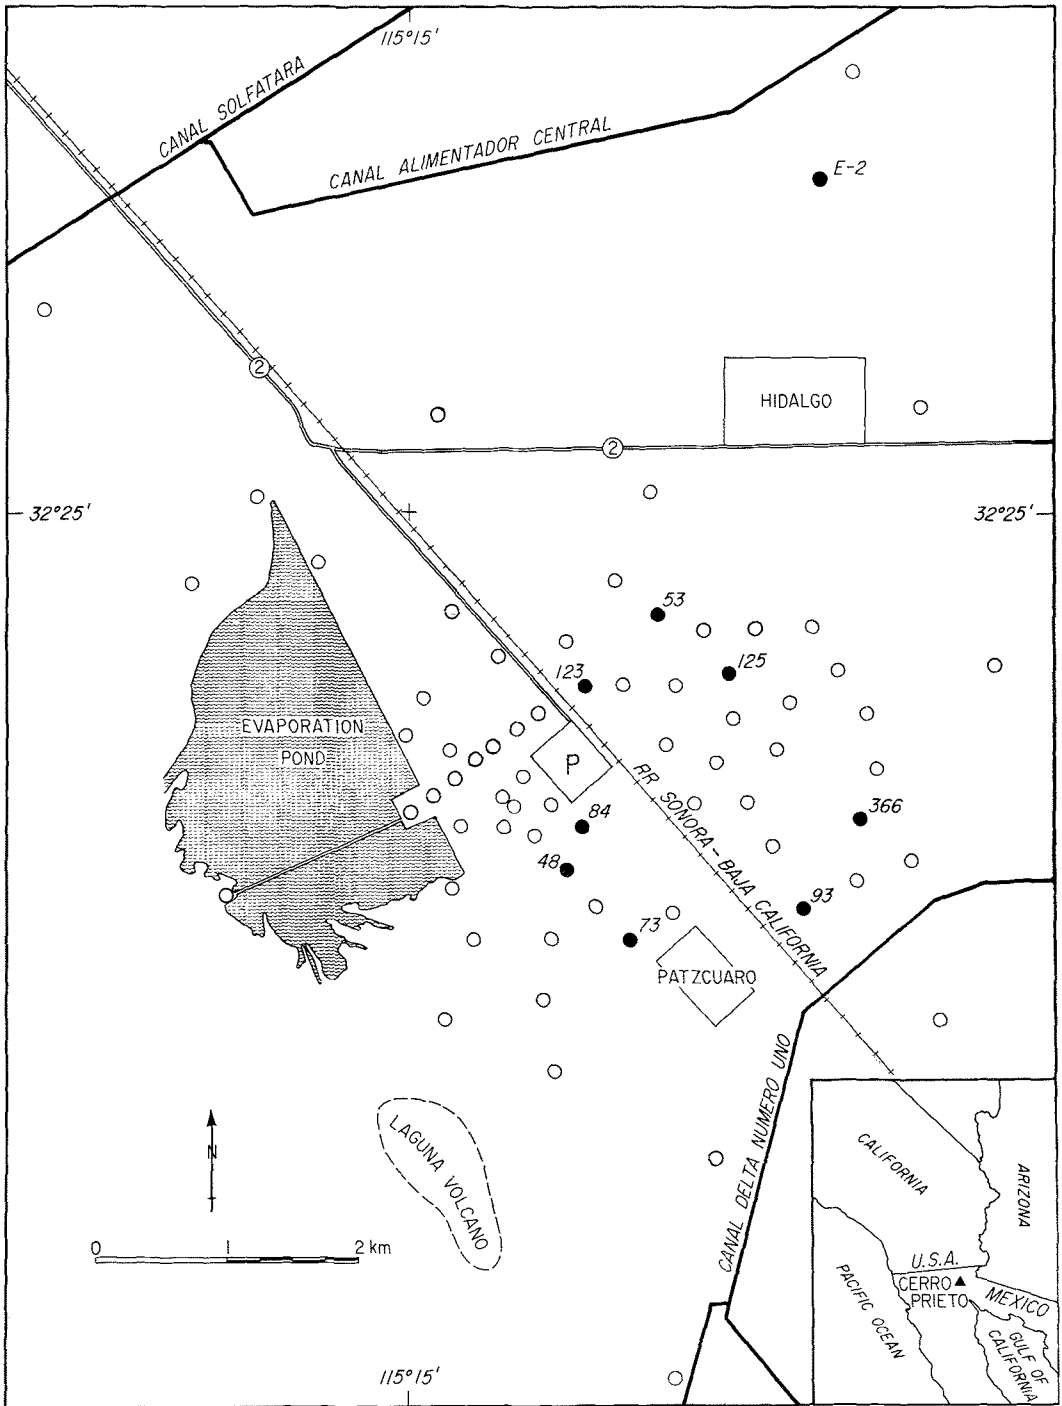 115°15'
CANAL SOLFATARA
CANAL ALIMENTADOR CENTRAL
E-2
2
HIDALGO
2
32°25'
32°25'
53
123
125
EVAPORATION
POND
P
RR SONORA-BAJA CALIFORNIA
84
366
48
93
73
PATZCUARO
CANAL DELTA NUMERO UNO
LAGUNA VOLCANO
N
0 1 2 km
CALIFORNIA
ARIZONA
U.S.A.
CERRO
PRIETO
MEXICO
PACIFIC OCEAN
GULF OF
CALIFORNIA
115°15'